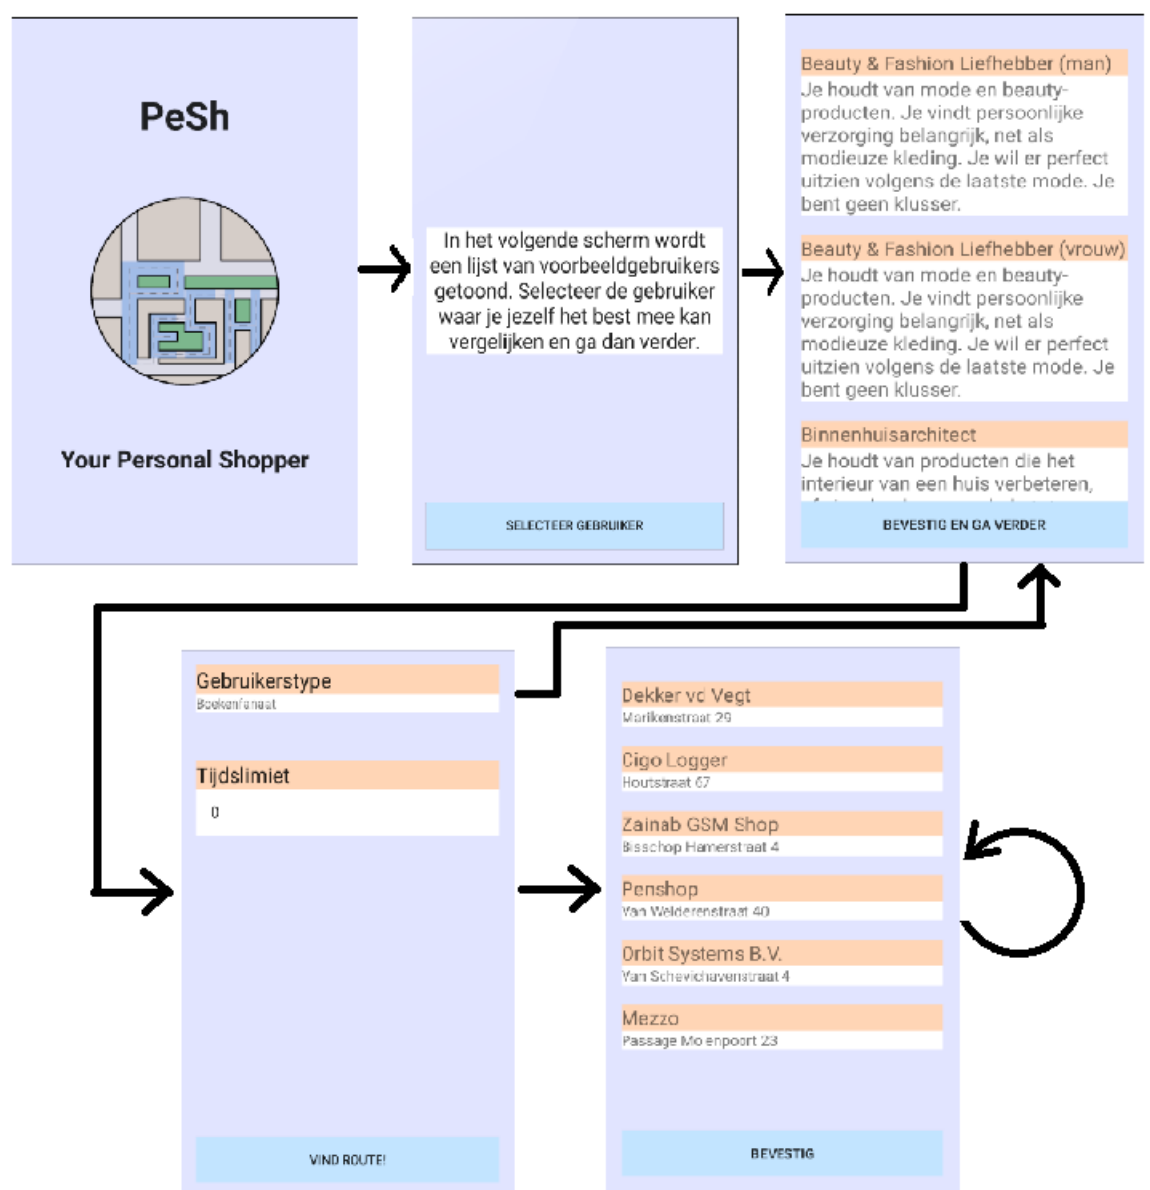 PeSh
Your Personal Shopper
In het volgende scherm wordt
een lijst van voorbeeldgebruikers
getoond. Selecteer de gebruiker
waar je jezelf het best mee kan
vergelijken en ga dan verder.
SELECTEER GEBRUIKER
Beauty & Fashion Liefhebber (man)
Je houdt van mode en beauty-
producten. Je vindt persoonlijke
verzorging belangrijk, net als
modieuze kleding. Je wil er perfect
uitzien volgens de laatste mode. Je
bent geen klusser.
Beauty & Fashion Liefhebber (vrouw)
Je houdt van mode en beauty-
producten. Je vindt persoonlijke
verzorging belangrijk, net als
modieuze kleding. Je wil er perfect
uitzien volgens de laatste mode. Je
bent geen klusser.
Binnenhuisarchitect
Je houdt van producten die het
interieur van een huis verbeteren,
BEVESTIG EN GA VERDER
Gebruikerstype
Boekenfanaat
Tijdslimiet
0
VIND ROUTE!
Dekker vd Vegt
Marikenstraat 29
Cigo Logger
Houtstraat 67
Zainab GSM Shop
Bisschop Hamerstraat 4
Penshop
Van Welderenstraat 40
Orbit Systems B.V.
Van Schevichavenstraat 4
Mezzo
Passage Molenpoort 23
BEVESTIG